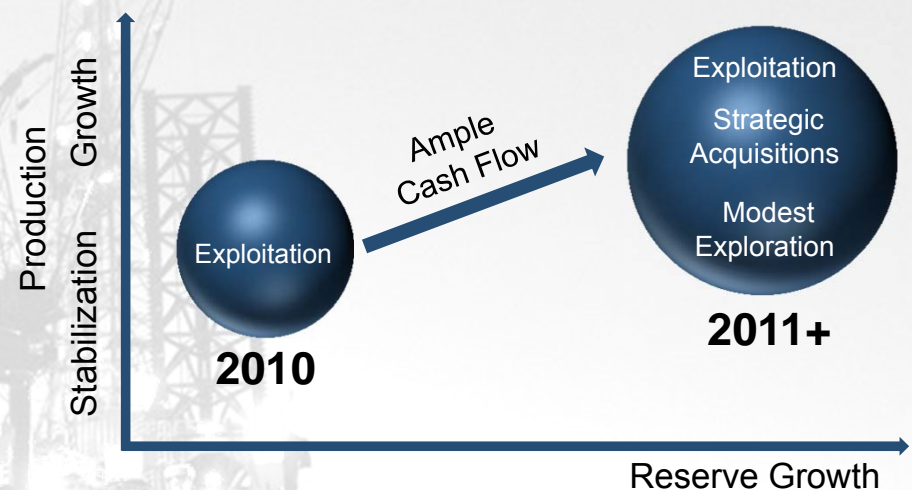 Production
Growth
Stabilization
Exploitation
2010
Ample
Cash Flow
Exploitation
Strategic
Acquisitions
Modest
Exploration
2011+
Reserve Growth